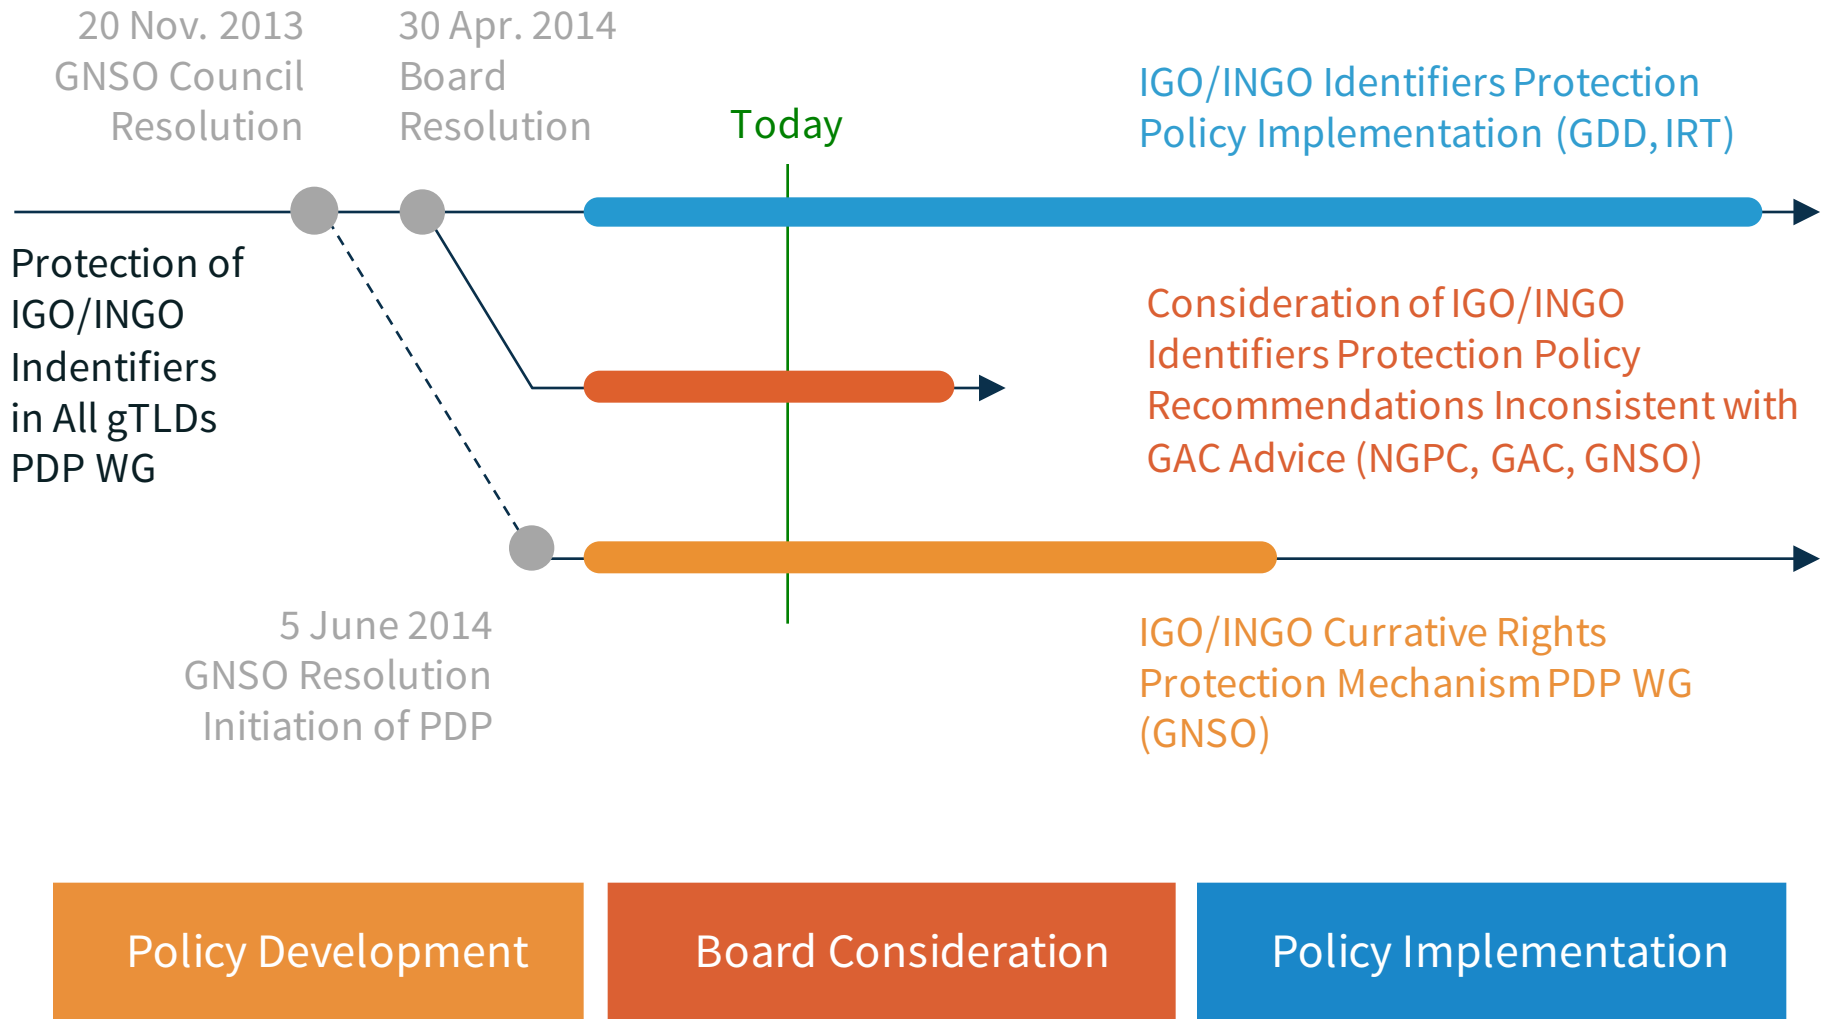 20 Nov. 2013
GNSO Council
Resolution
30 Apr. 2014
Board
Resolution
Today
IGO/INGO Identifiers Protection
Policy Implementation (GDD, IRT)
Protection of
IGO/INGO
Indentifiers
in All gTLDs
PDP WG
Consideration of IGO/INGO
Identifiers Protection Policy
Recommendations Inconsistent with
GAC Advice (NGPC, GAC, GNSO)
5 June 2014
GNSO Resolution
Initiation of PDP
IGO/INGO Currative Rights
Protection Mechanism PDP WG
(GNSO)
Policy Development
Board Consideration
Policy Implementation